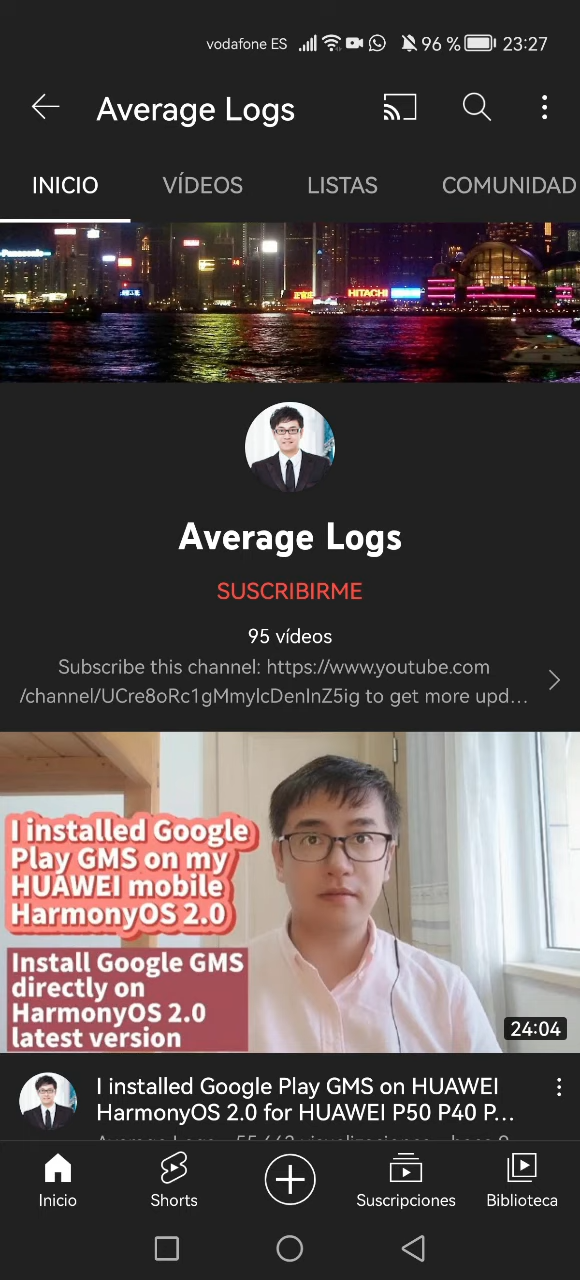 vodafone ES 96 % 23:27
Average Logs
INICIO VÍDEOS LISTAS COMUNIDAD
HITACHI
Average Logs
SUSCRIBIRME
95 vídeos
Subscribe this channel: https://www.youtube.com
/channel/UCre8oRc1gMmylcDenlnZ5ig to get more upd...
I installed Google
Play GMS on my
HUAWEI mobile
HarmonyOS 2.0
Install Google GMS
directly on
HarmonyOS 2.0
latest version
24:04
I installed Google Play GMS on HUAWEI
HarmonyOS 2.0 for HUAWEI P50 P40 P...
Inicio Shorts Suscripciones Biblioteca